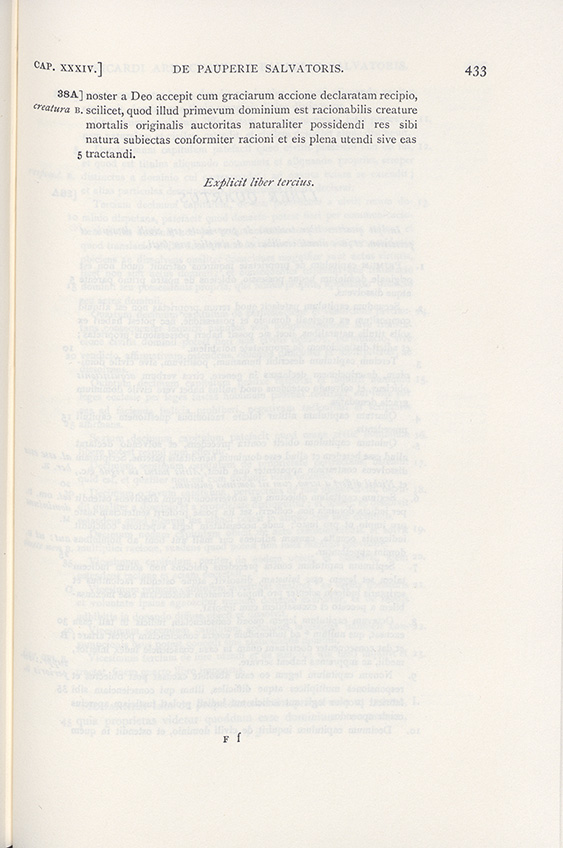 CAP. XXXIV.] DE PAUPERIE SALVATORIS. 433
38A] noster a Deo accepit cum graciarum accione declaratam recipio,
creatura B. scilicet, quod illud primevum dominium est racionabilis creature
mortalis originalis auctoritas naturaliter possidendi res sibi
natura subiectas conformiter racioni et eis plena utendi sive eas
5 tractandi.
Explicit liber tercius.
F f